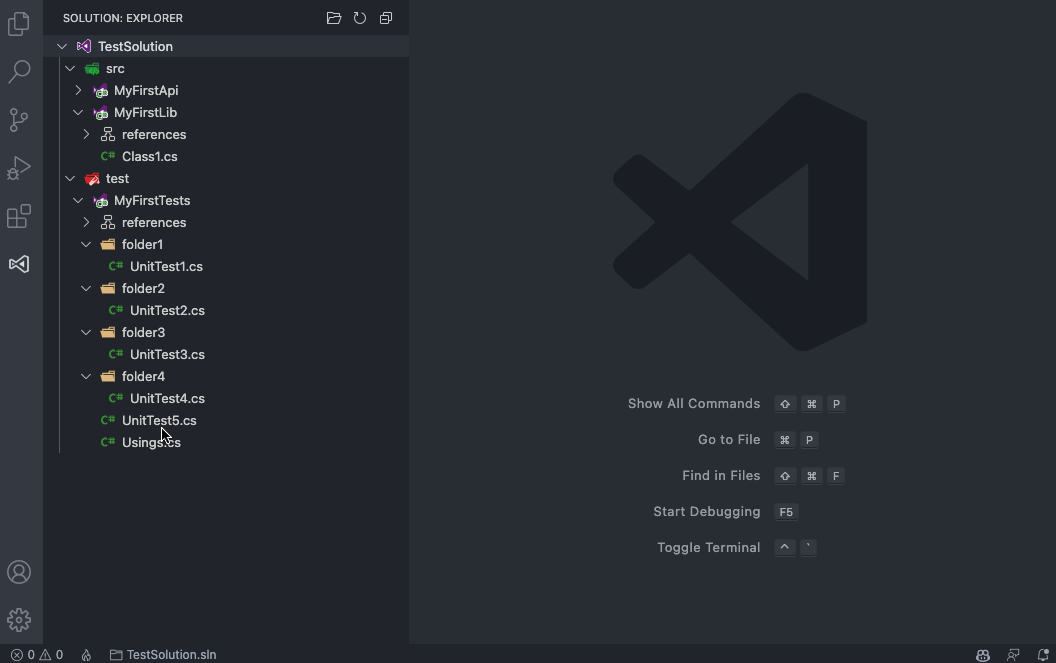 SOLUTION: EXPLORER
TestSolution
src
MyFirstApi
MyFirstLib
references
C# Class1.cs
test
MyFirstTests
references
folder1
C# UnitTest1.cs
folder2
C# UnitTest2.cs
folder3
C# UnitTest3.cs
folder4
C# UnitTest4.cs
C# UnitTest5.cs
C# Usings.cs
Show All Commands ⇧ ⌘ P
Go to File ⌘ P
Find in Files ⇧ ⌘ F
Start Debugging F5
Toggle Terminal ^ `
0 0 TestSolution.sln